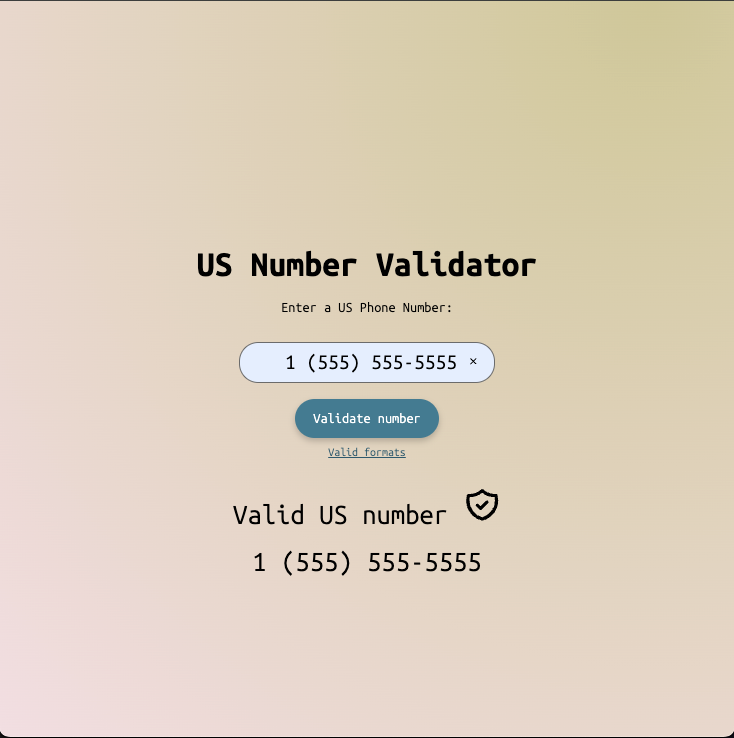 US Number Validator
Enter a US Phone Number:
1 (555) 555-5555 ×
Validate number
Valid formats
Valid US number
1 (555) 555-5555